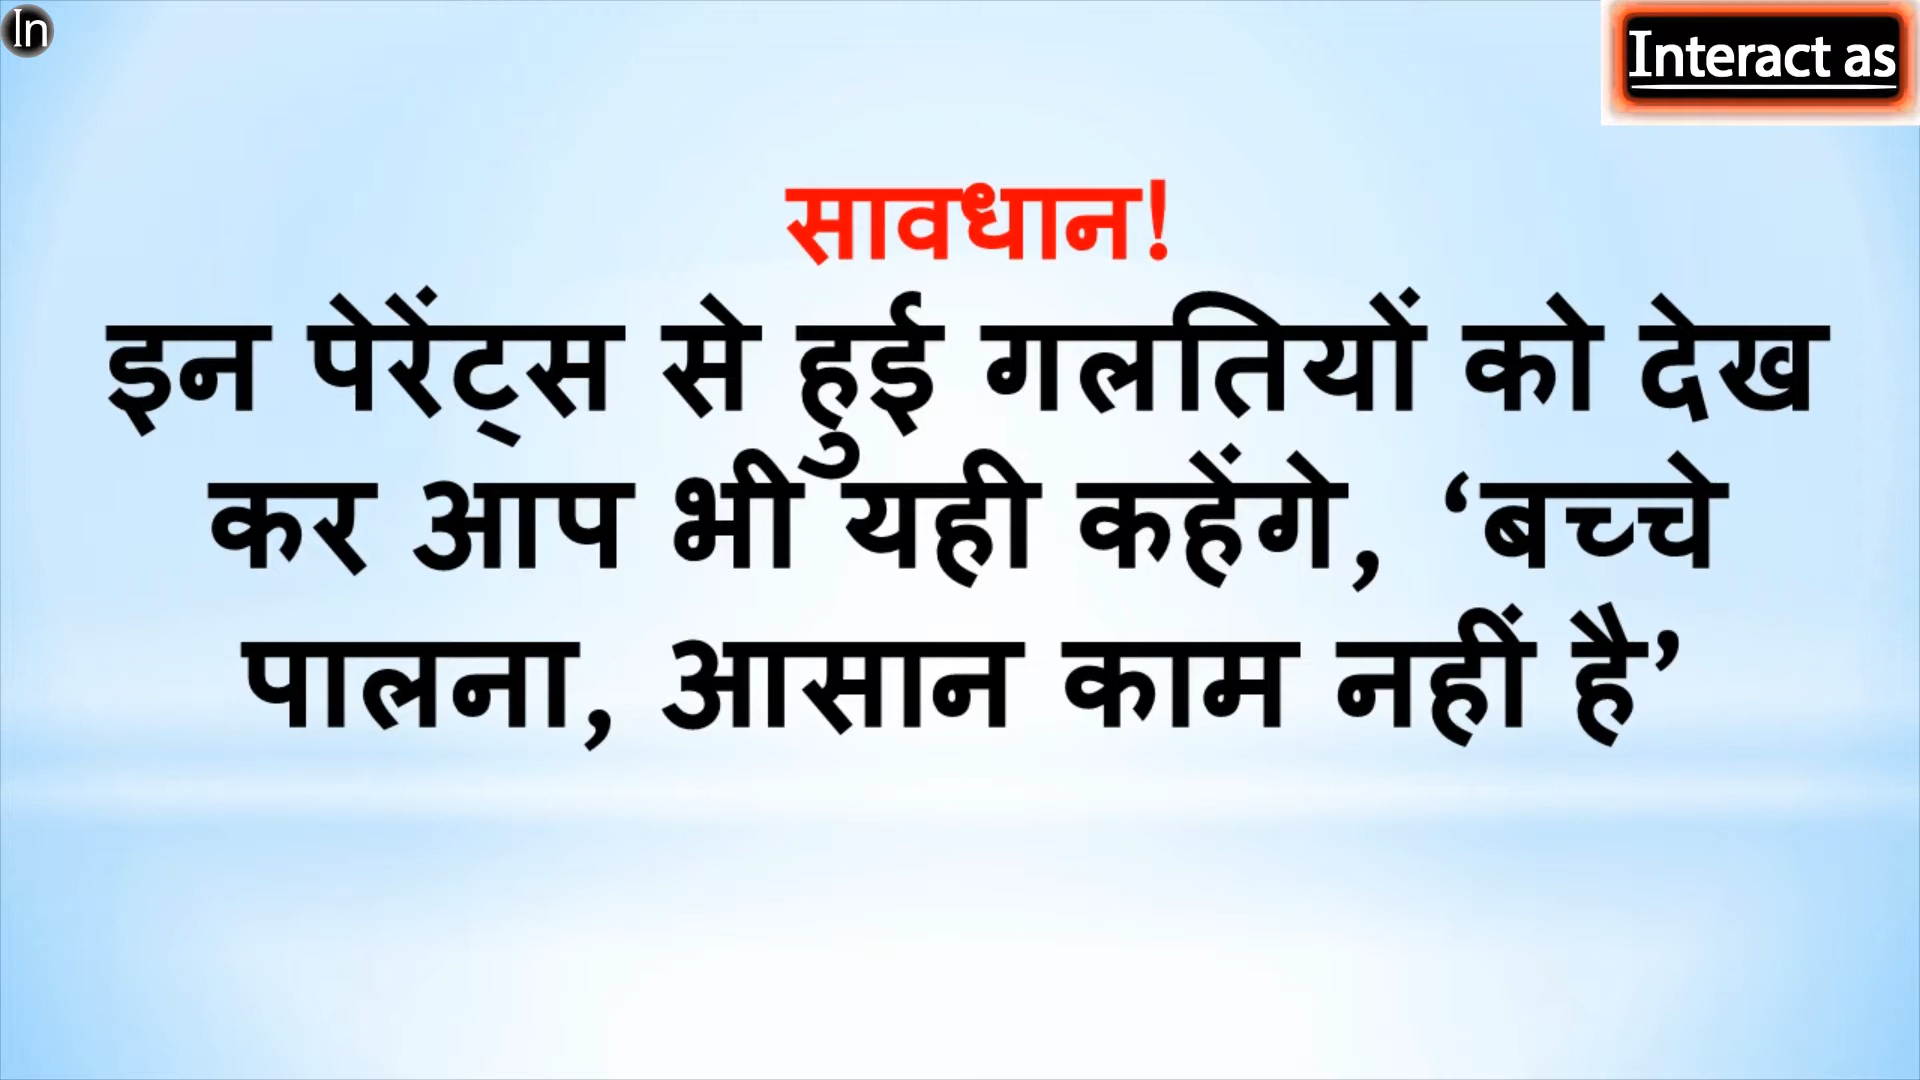 In
Interact as
सावधान!
इन पेरेंट्स से हुई गलतियों को देख
कर आप भी यही कहेंगे, ‘बच्चे
पालना, आसान काम नहीं है’